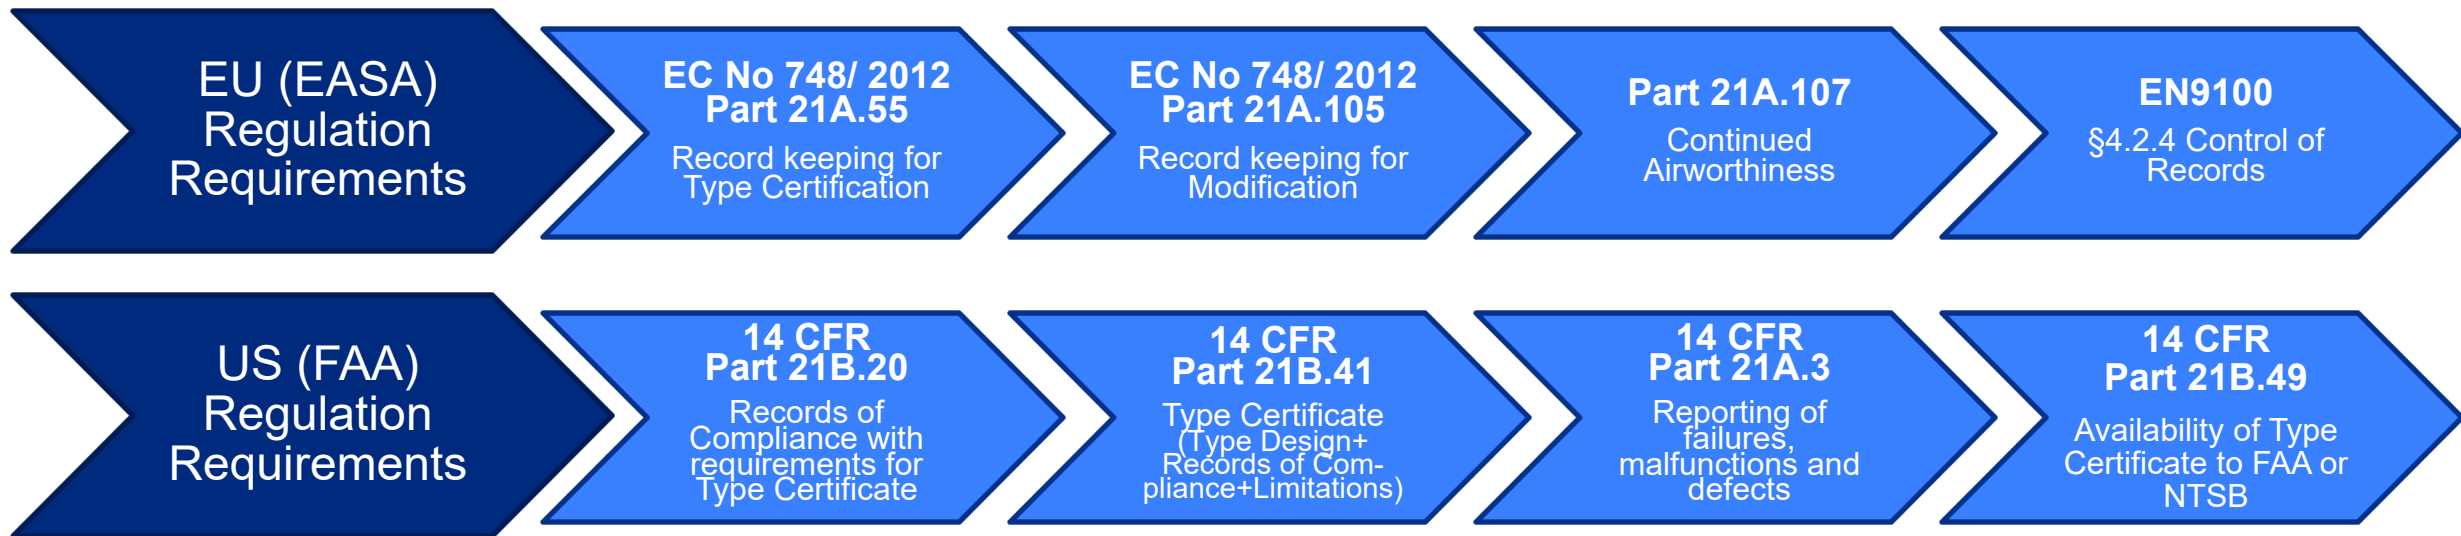 EU (EASA)
Regulation
Requirements
EC No 748/ 2012
Part 21A.55
Record keeping for
Type Certification
EC No 748/ 2012
Part 21A.105
Record keeping for
Modification
Part 21A.107
Continued
Airworthiness
EN9100
§4.2.4 Control of
Records
US (FAA)
Regulation
Requirements
14 CFR
Part 21B.20
Records of
Compliance with
requirements for
Type Certificate
14 CFR
Part 21B.41
Type Certificate
(Type Design+
Records of Com-
pliance+Limitations)
14 CFR
Part 21A.3
Reporting of
failures,
malfunctions and
defects
14 CFR
Part 21B.49
Availability of Type
Certificate to FAA or
NTSB